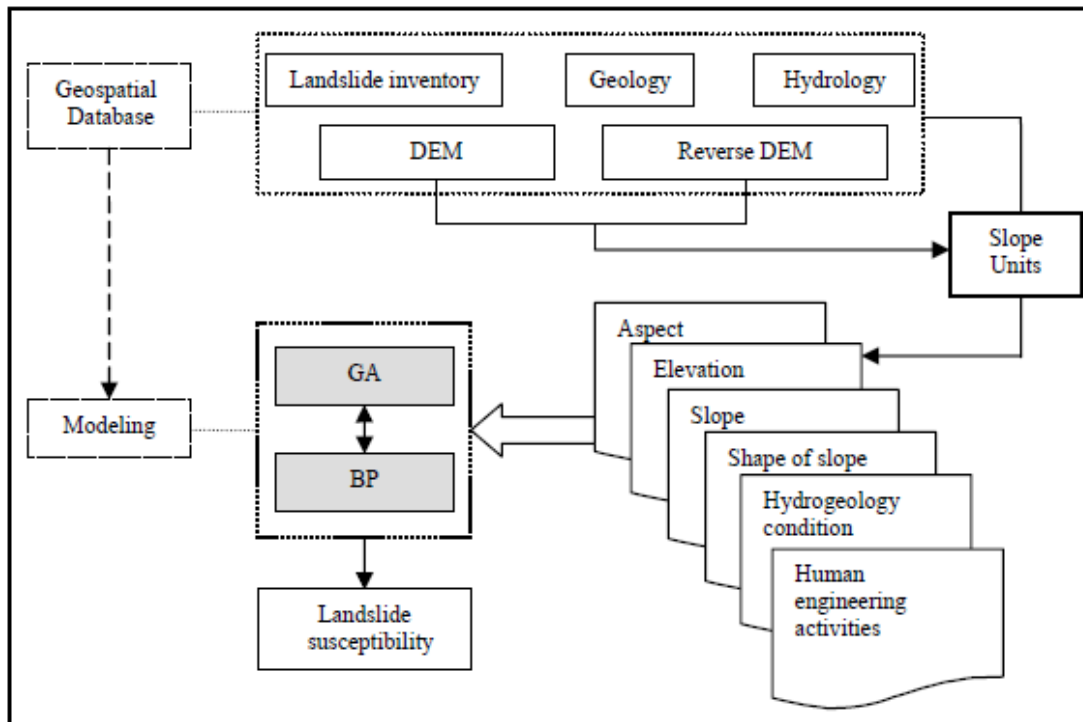 Geospatial
Database
Landslide inventory
Geology
Hydrology
DEM
Reverse DEM
Slope
Units
Aspect
Elevation
Slope
Shape of slope
Hydrogeology
condition
Human
engineering
activities
Modeling
GA
BP
Landslide
susceptibility